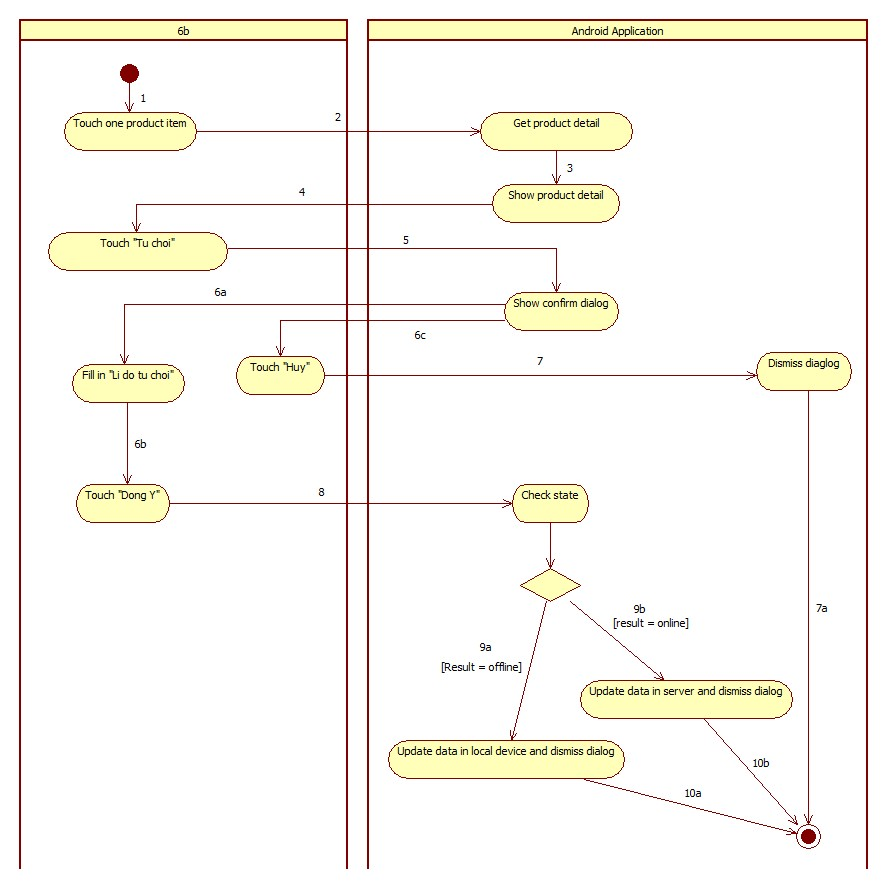 6b
Android Application
1
Touch one product item
2
Get product detail
3
Show product detail
4
Touch "Tu choi"
5
Show confirm dialog
6a
6c
Touch "Huy"
7
Dismiss diaglog
Fill in "Li do tu choi"
6b
Touch "Dong Y"
8
Check state
9b
[result = online]
7a
9a
[Result = offline]
Update data in server and dismiss dialog
Update data in local device and dismiss dialog
10b
10a